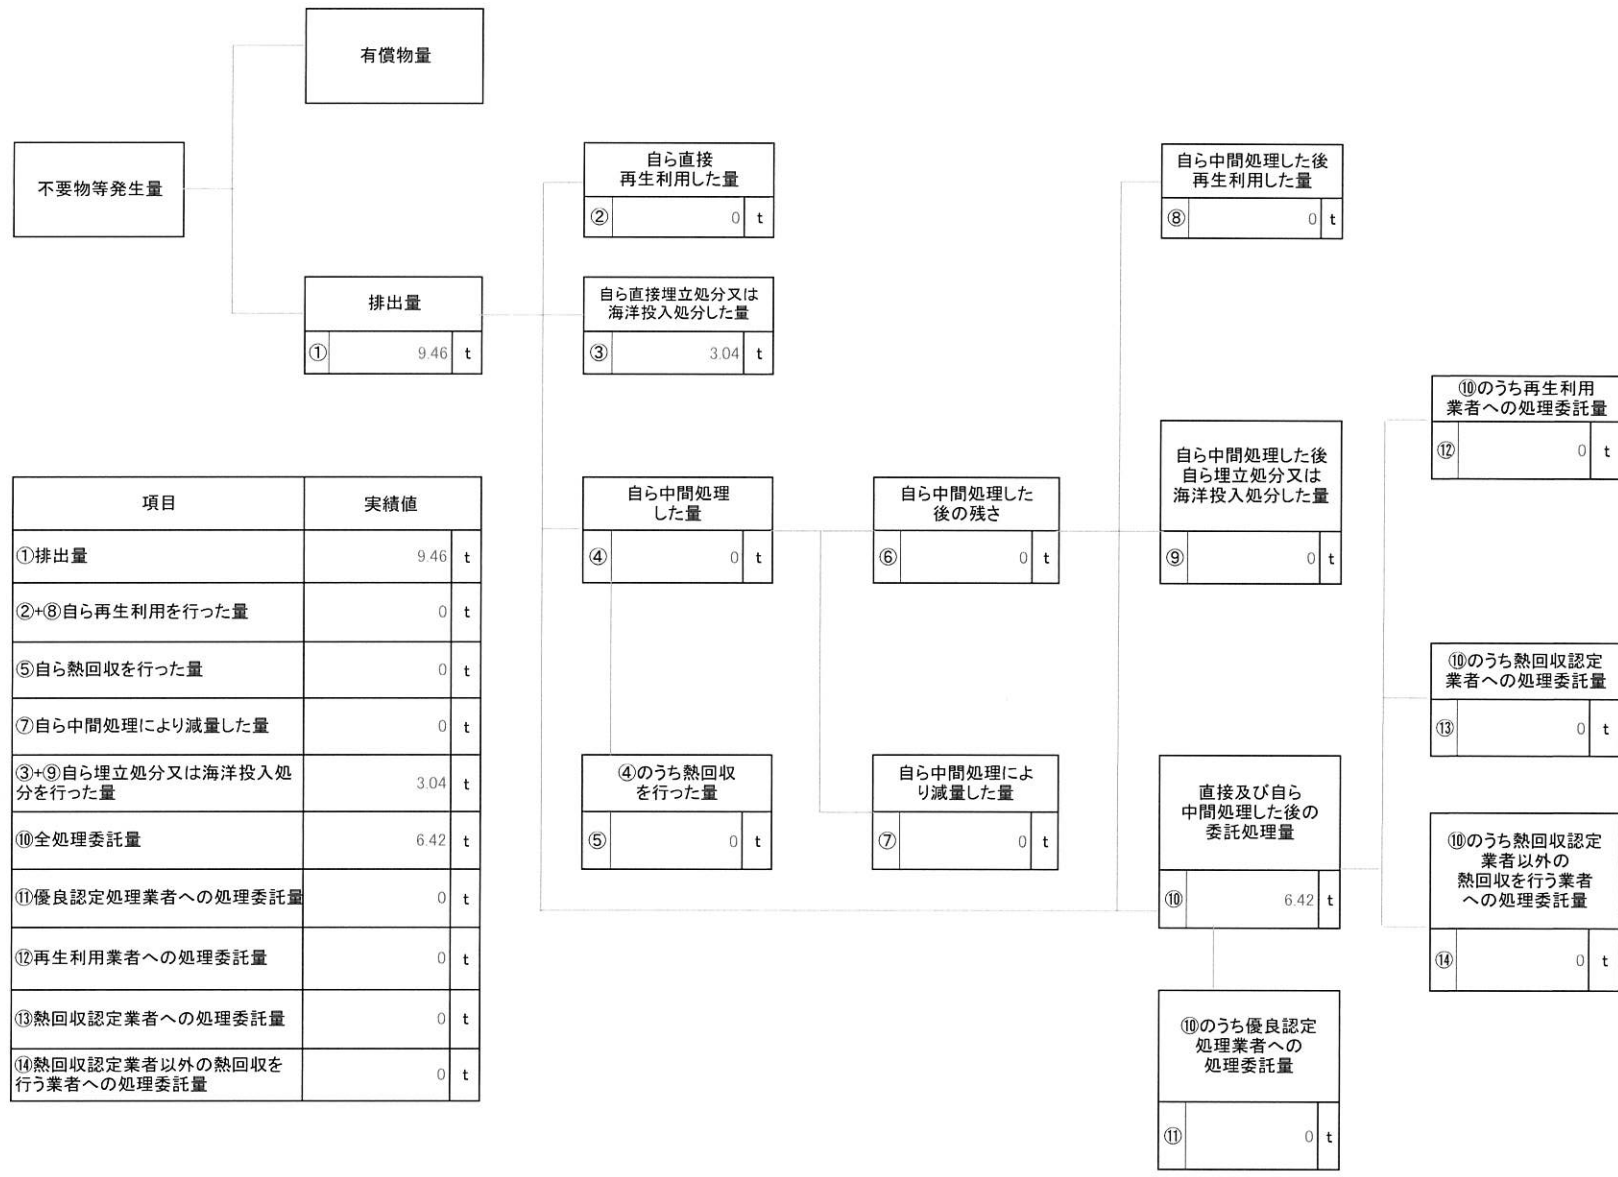 有償物量
不要物等発生量
排出量
① 9.46 t
自ら直接
再生利用した量
② 0 t
自ら直接埋立処分又は
海洋投入処分した量
③ 3.04 t
自ら中間処理
した量
④ 0 t
④のうち熱回収
を行った量
⑤ 0 t
自ら中間処理した
後の残さ
⑥ 0 t
自ら中間処理によ
り減量した量
⑦ 0 t
自ら中間処理した後
再生利用した量
⑧ 0 t
自ら中間処理した後
自ら埋立処分又は
海洋投入処分した量
⑨ 0 t
直接及び自ら
中間処理した後の
委託処理量
⑩ 6.42 t
⑩のうち優良認定
処理業者への
処理委託量
⑪ 0 t
⑩のうち再生利用
業者への処理委託量
⑫ 0 t
⑩のうち熱回収認定
業者への処理委託量
⑬ 0 t
⑩のうち熱回収認定
業者以外の
熱回収を行う業者
への処理委託量
⑭ 0 t
項目 実績値
①排出量 9.46 t
②+⑧自ら再生利用を行った量 0 t
⑤自ら熱回収を行った量 0 t
⑦自ら中間処理により減量した量 0 t
③+⑨自ら埋立処分又は海洋投入処
分を行った量 3.04 t
⑩全処理委託量 6.42 t
⑪優良認定処理業者への処理委託量 0 t
⑫再生利用業者への処理委託量 0 t
⑬熱回収認定業者への処理委託量 0 t
⑭熱回収認定業者以外の熱回収を
行う業者への処理委託量 0 t